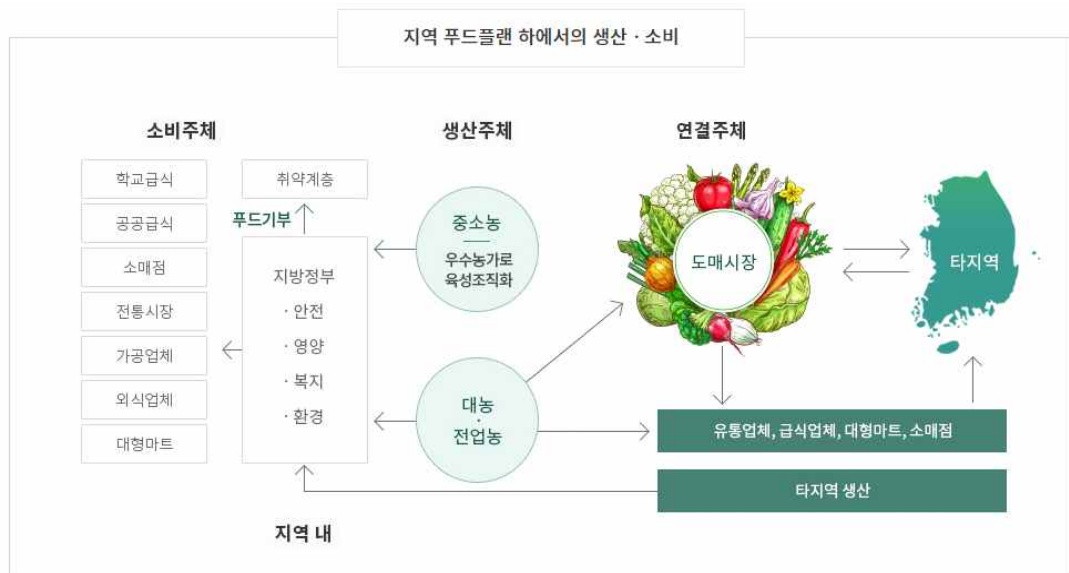 지역 푸드플랜 하에서의 생산 · 소비
소비주체
생산주체
연결주체
학교급식
공공급식
소매점
전통시장
가공업체
외식업체
대형마트
취약계층
푸드기부
지방정부
· 안전
· 영양
· 복지
· 환경
중소농
우수농가로
육성조직화
대농
·
전업농
도매시장
타지역
유통업체, 급식업체, 대형마트, 소매점
타지역 생산
지역 내